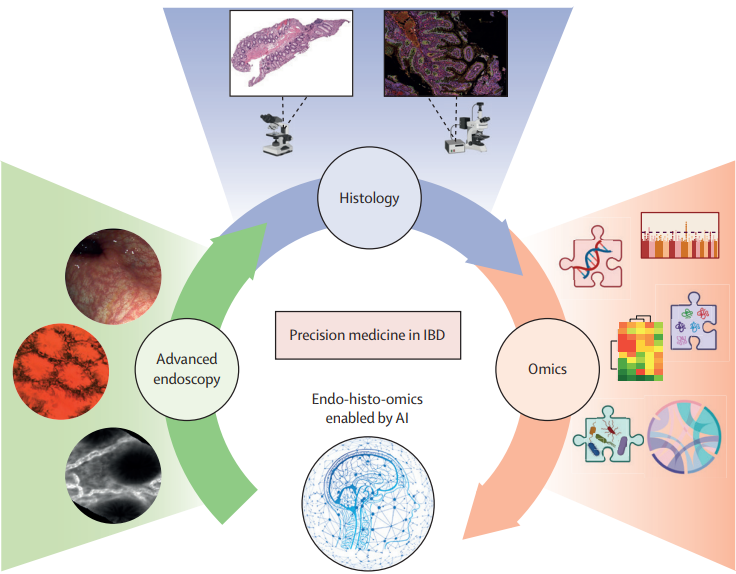 Histology
Precision medicine in IBD
Advanced
endoscopy
Omics
Endo-histo-omics
enabled by AI